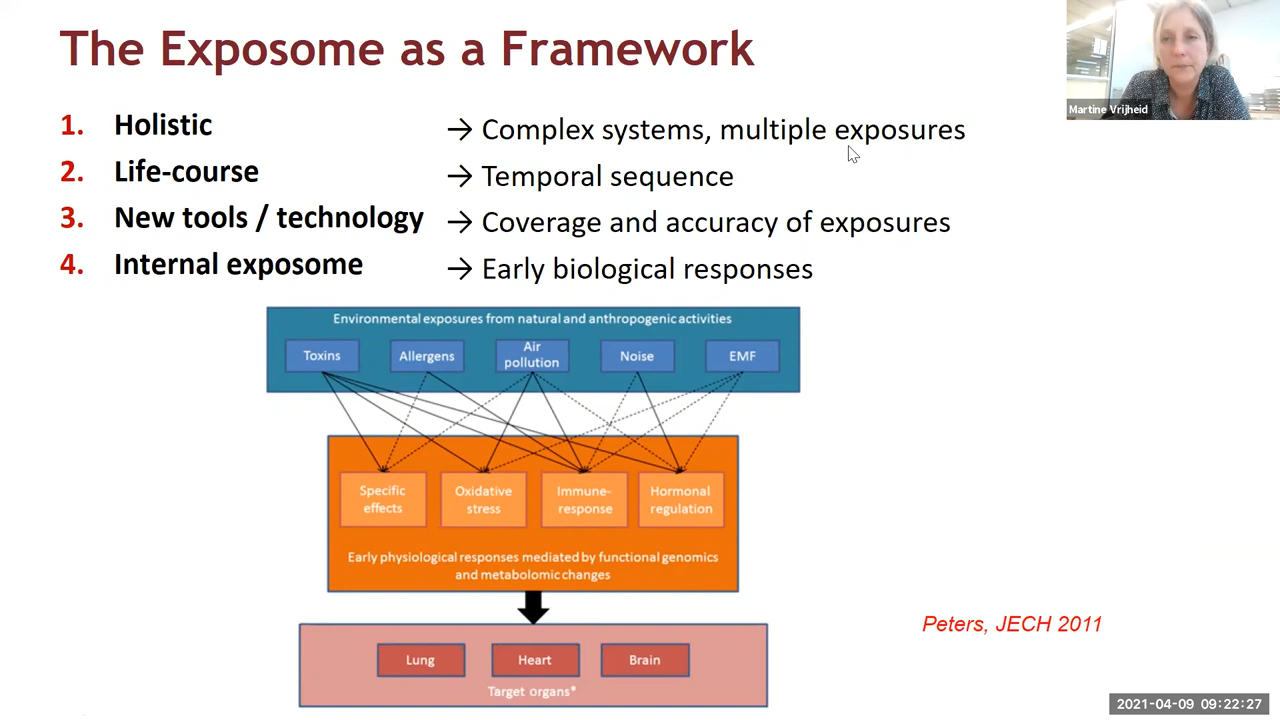 The Exposome as a Framework
Martine Vrijheid
1. Holistic → Complex systems, multiple exposures
2. Life-course → Temporal sequence
3. New tools / technology → Coverage and accuracy of exposures
4. Internal exposome → Early biological responses
Environmental exposures from natural and anthropogenic activities
Toxins
Allergens
Air
pollution
Noise
EMF
Specific
effects
Oxidative
stress
Immune-
response
Hormonal
regulation
Early physiological responses mediated by functional genomics
and metabolomic changes
Peters, JECH 2011
Lung
Heart
Brain
Target organs*
2021-04-09 09:22:27